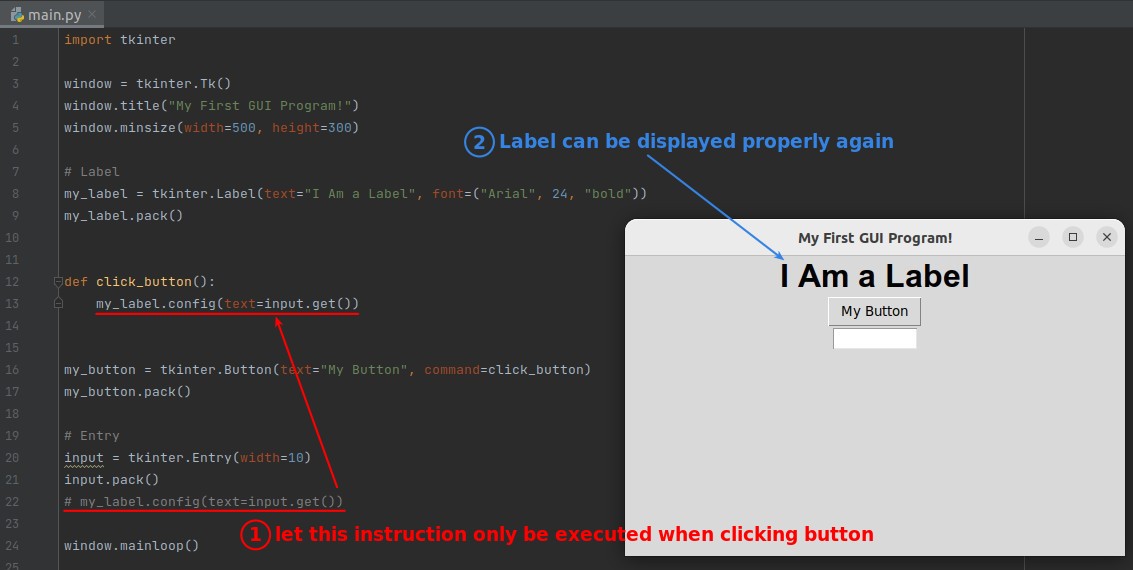 main.py
1 import tkinter
2
3 window = tkinter.Tk()
4 window.title("My First GUI Program!")
5 window.minsize(width=500, height=300)
6
② Label can be displayed properly again
7 # Label
8 my_label = tkinter.Label(text="I Am a Label", font=("Arial", 24, "bold"))
9 my_label.pack()
10
11
12 def click_button():
13 my_label.config(text=input.get())
14
15
16 my_button = tkinter.Button(text="My Button", command=click_button)
17 my_button.pack()
18
19 # Entry
20 input = tkinter.Entry(width=10)
21 input.pack()
22 # my_label.config(text=input.get())
23
① let this instruction only be executed when clicking button
24 window.mainloop()
25
My First GUI Program!
I Am a Label
My Button